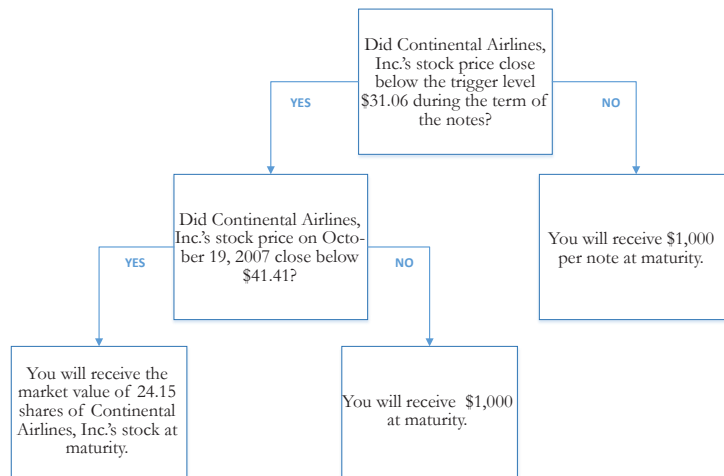 Did Continental Airlines,
Inc.'s stock price close
below the trigger level
$31.06 during the term of
the notes?
YES
NO
Did Continental Airlines,
Inc.'s stock price on Octo-
ber 19, 2007 close below
$41.41?
You will receive $1,000
per note at maturity.
YES
NO
You will receive the
market value of 24.15
shares of Continental
Airlines, Inc.'s stock at
maturity.
You will receive $1,000
at maturity.